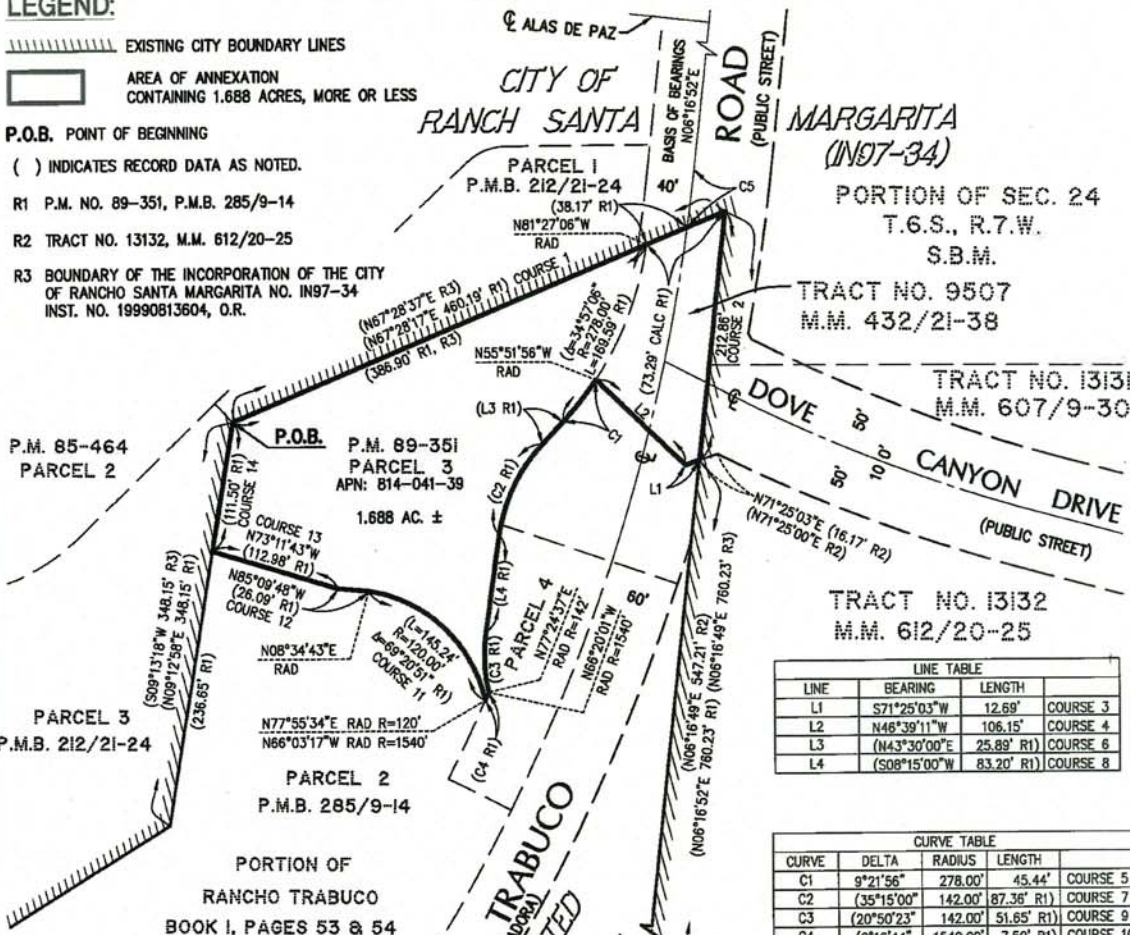 LEGEND:
EXISTING CITY BOUNDARY LINES
AREA OF ANNEXATION
CONTAINING 1.688 ACRES, MORE OR LESS
P.O.B. POINT OF BEGINNING
( ) INDICATES RECORD DATA AS NOTED.
R1 P.M. NO. 89-351, P.M.B. 285/9-14
R2 TRACT NO. 13132, M.M. 612/20-25
R3 BOUNDARY OF THE INCORPORATION OF THE CITY
OF RANCHO SANTA MARGARITA NO. IN97-34
INST. NO. 19990813604, O.R.
℄ ALAS DE PAZ
CITY OF
RANCH SANTA
MARGARITA
(IN97-34)
BASIS OF BEARINGS
N06°16'52"E
ROAD
(PUBLIC STREET)
PARCEL 1
P.M.B. 212/21-24
40'
C5
(38.17' R1)
N81°27'06"W
RAD
PORTION OF SEC. 24
T.6.S., R.7.W.
S.B.M.
TRACT NO. 9507
M.M. 432/21-38
(N67°28'37"E R3)
(N67°28'17"E 460.19' R1) COURSE 1
(386.90' R1, R3)
(Δ=34°57'06"
R=278.00'
L=169.59' R1)
(73.29' CALC R1)
212.86'
COURSE 2
N55°51'56"W
RAD
(L3 R1)
C1
L2
℄
L1
℄
DOVE CANYON DRIVE
(PUBLIC STREET)
50'
50'
100'
TRACT NO. 13131
M.M. 607/9-30
N71°25'03"E (16.17' R2)
(N71°25'00"E R2)
P.M. 85-464
PARCEL 2
P.O.B.
P.M. 89-351
PARCEL 3
APN: 814-041-39
1.688 AC. ±
(C2 R1)
(111.50' R1)
COURSE 14
COURSE 13
N73°11'43"W
(112.98' R1)
N85°09'48"W
(26.09' R1)
COURSE 12
(L4 R1)
PARCEL 4
60'
N77°24'37"E
RAD R=142'
N66°20'01"W
RAD R=1540'
TRACT NO. 13132
M.M. 612/20-25
N08°34'43"E
RAD
(L=145.24'
R=120.00'
Δ=69°20'51" R1)
COURSE 11
(C3 R1)
(S09°13'18"W 348.15' R3)
(N09°12'58"E 348.15' R1)
(236.65' R1)
N77°55'34"E RAD R=120'
N66°03'17"W RAD R=1540'
(C4 R1)
(N06°16'49"E 547.21' R2)
(N06°16'52"E 760.23' R1) (N06°16'49"E 760.23' R3)
PARCEL 3
P.M.B. 212/21-24
PARCEL 2
P.M.B. 285/9-14
TRABUCO
PORTION OF
RANCHO TRABUCO
BOOK 1, PAGES 53 & 54
LINE TABLE
LINE BEARING LENGTH
L1 S71°25'03"W 12.69' COURSE 3
L2 N46°39'11"W 106.15' COURSE 4
L3 (N43°30'00"E 25.89' R1) COURSE 6
L4 (S08°15'00"W 83.20' R1) COURSE 8
CURVE TABLE
CURVE DELTA RADIUS LENGTH
C1 9°21'56" 278.00' 45.44' COURSE 5
C2 (35°15'00" 142.00' 87.36' R1) COURSE 7
C3 (20°50'23" 142.00' 51.65' R1) COURSE 9